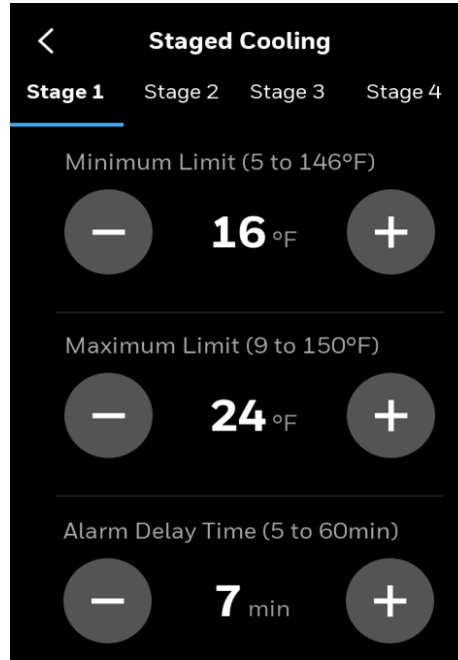 Staged Cooling
Stage 1 Stage 2 Stage 3 Stage 4
Minimum Limit (5 to 146°F)
16 °F
Maximum Limit (9 to 150°F)
24 °F
Alarm Delay Time (5 to 60min)
7 min